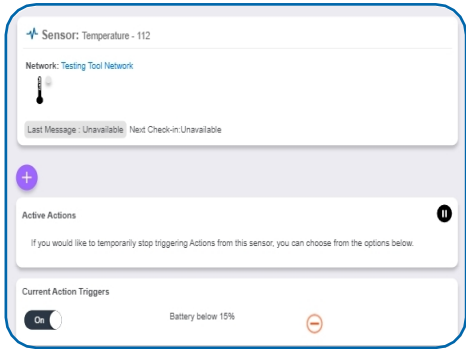 Sensor: Temperature - 112
Network: Testing Tool Network
Last Message : Unavailable Next Check-in:Unavailable
Active Actions
If you would like to temporarily stop triggering Actions from this sensor, you can choose from the options below.
Current Action Triggers
On Battery below 15%